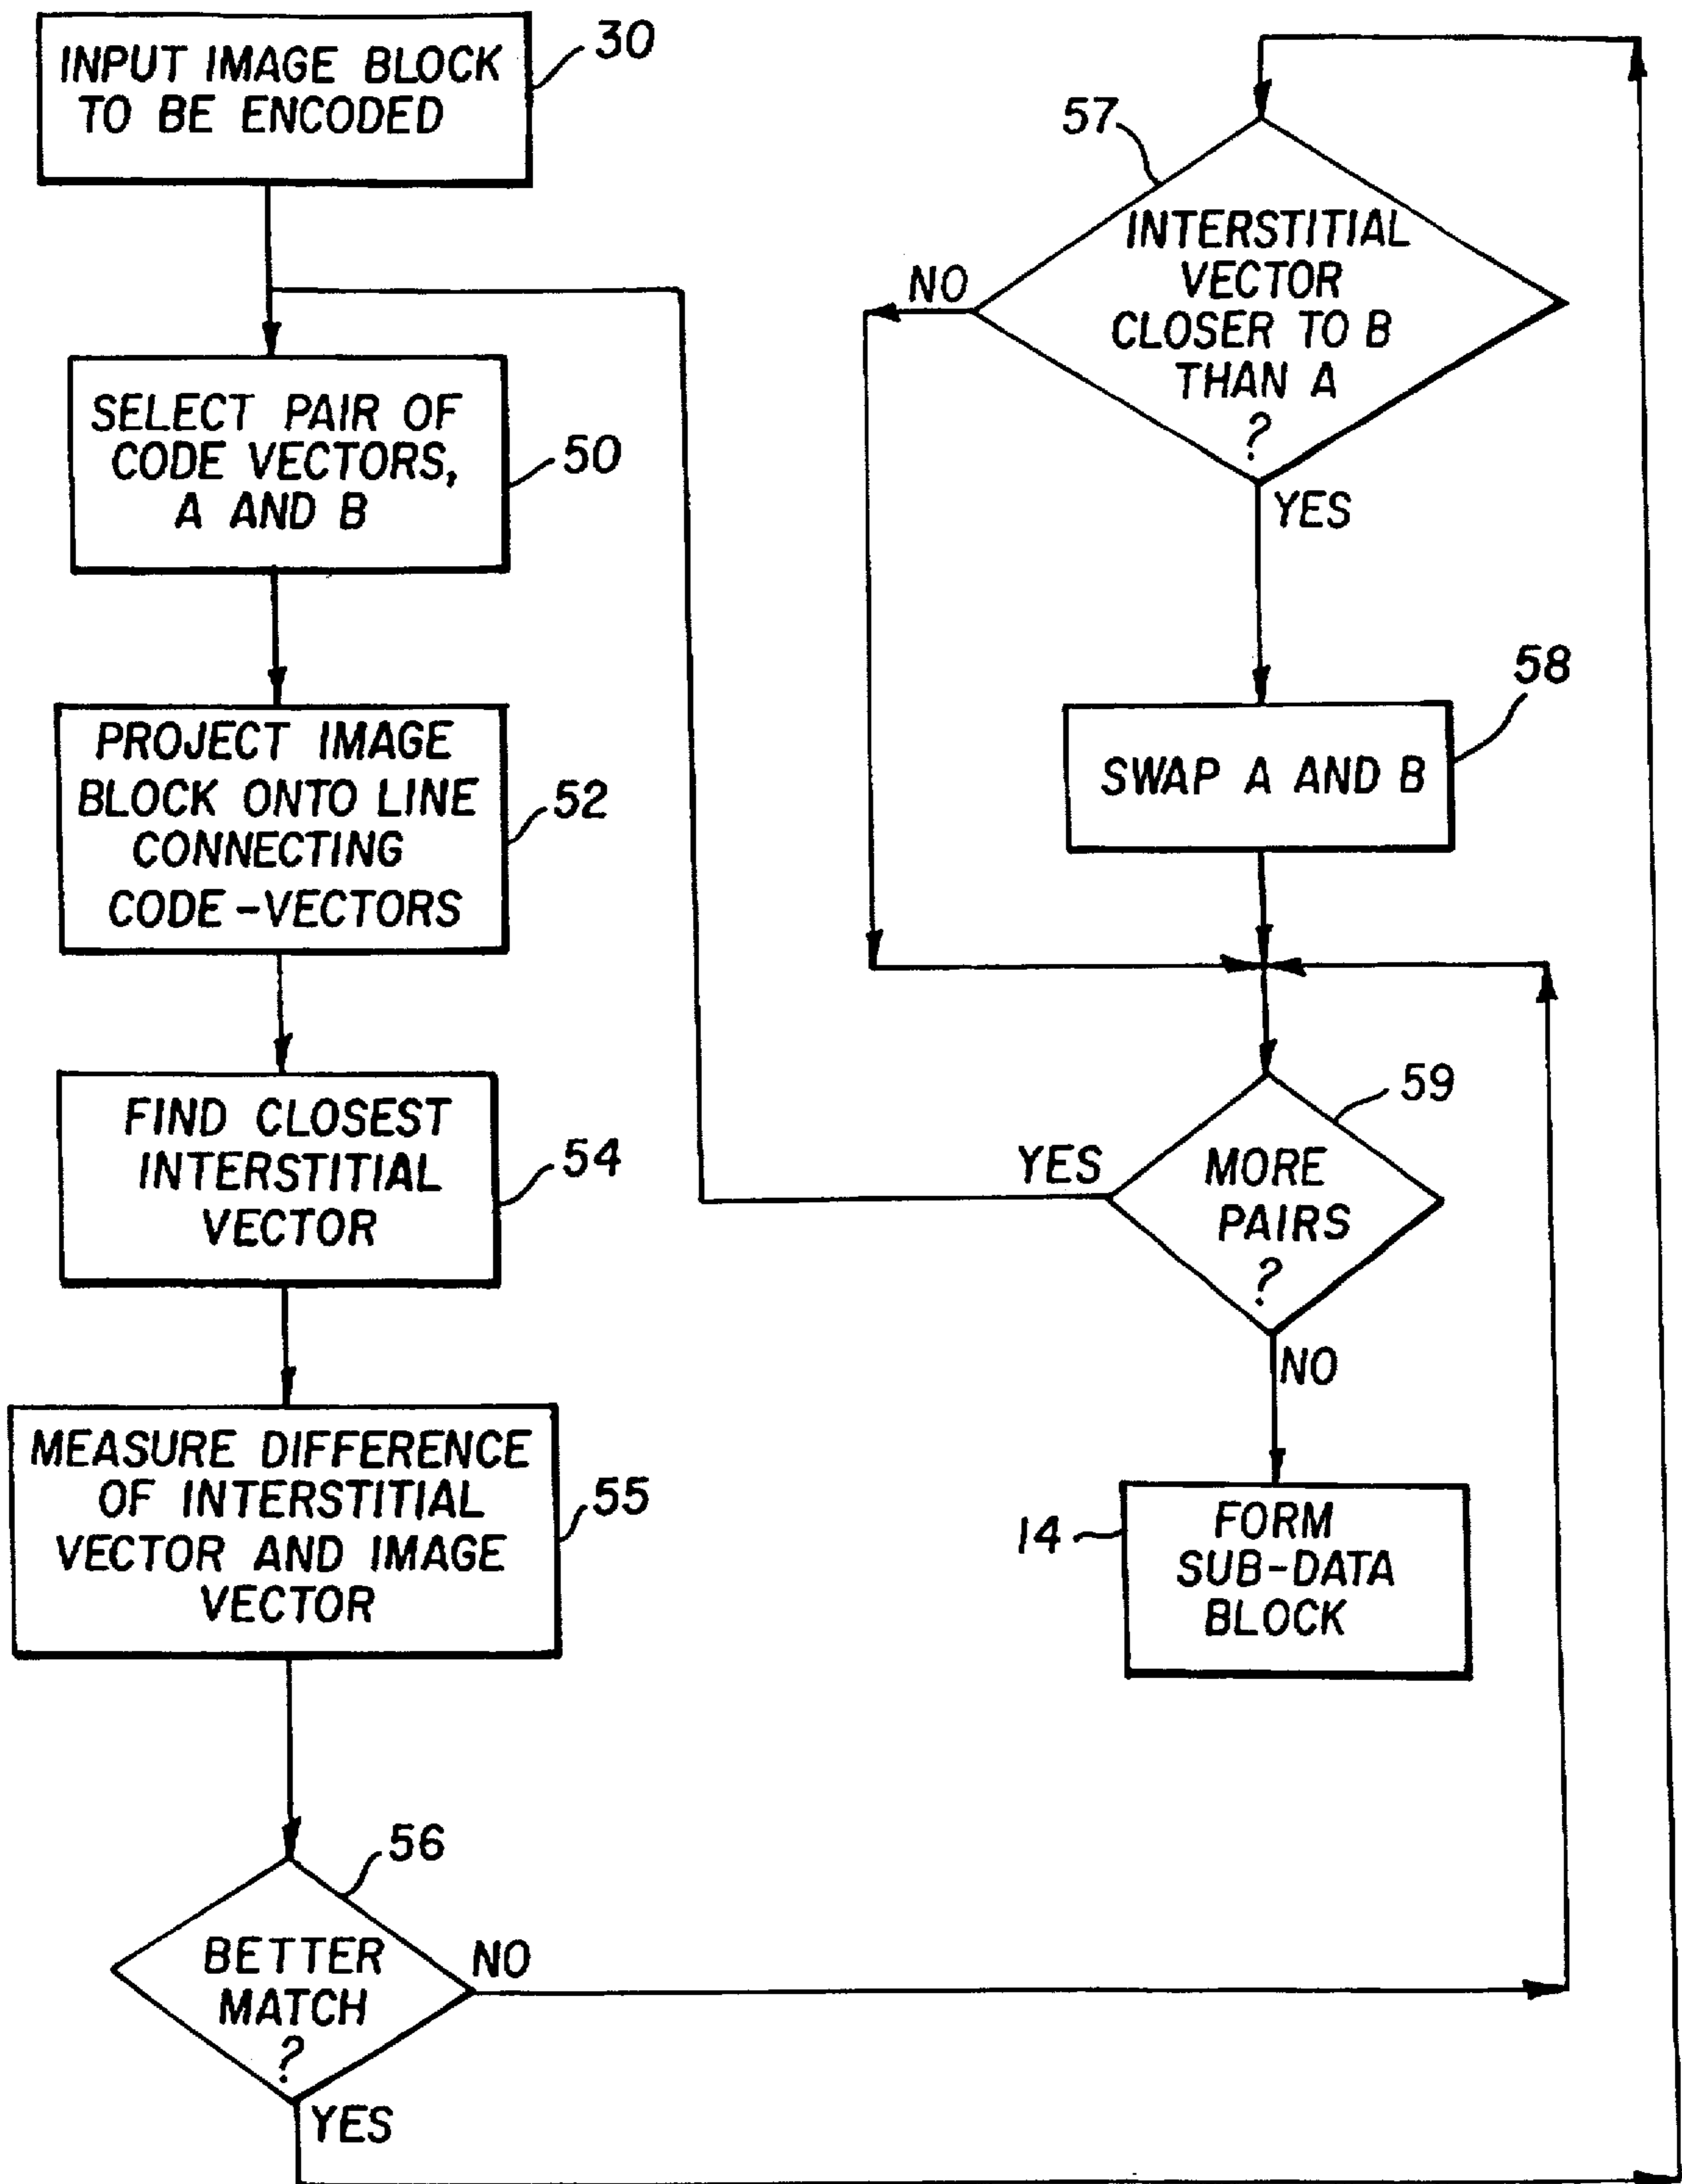 INPUT IMAGE BLOCK
TO BE ENCODED
30
SELECT PAIR OF
CODE VECTORS,
A AND B
50
PROJECT IMAGE
BLOCK ONTO LINE
CONNECTING
CODE-VECTORS
52
FIND CLOSEST
INTERSTITIAL
VECTOR
54
MEASURE DIFFERENCE
OF INTERSTITIAL
VECTOR AND IMAGE
VECTOR
55
56
BETTER
MATCH
?
NO
YES
57
INTERSTITIAL
VECTOR
CLOSER TO B
THAN A
?
NO
YES
58
SWAP A AND B
59
MORE
PAIRS
?
YES
NO
14
FORM
SUB-DATA
BLOCK